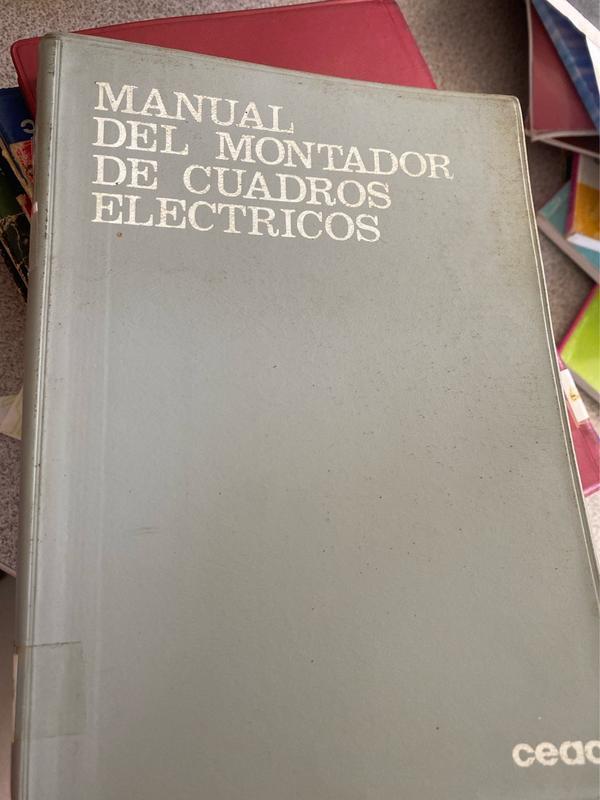 MANUAL
DEL MONTADOR
DE CUADROS
ELECTRICOS
ceac